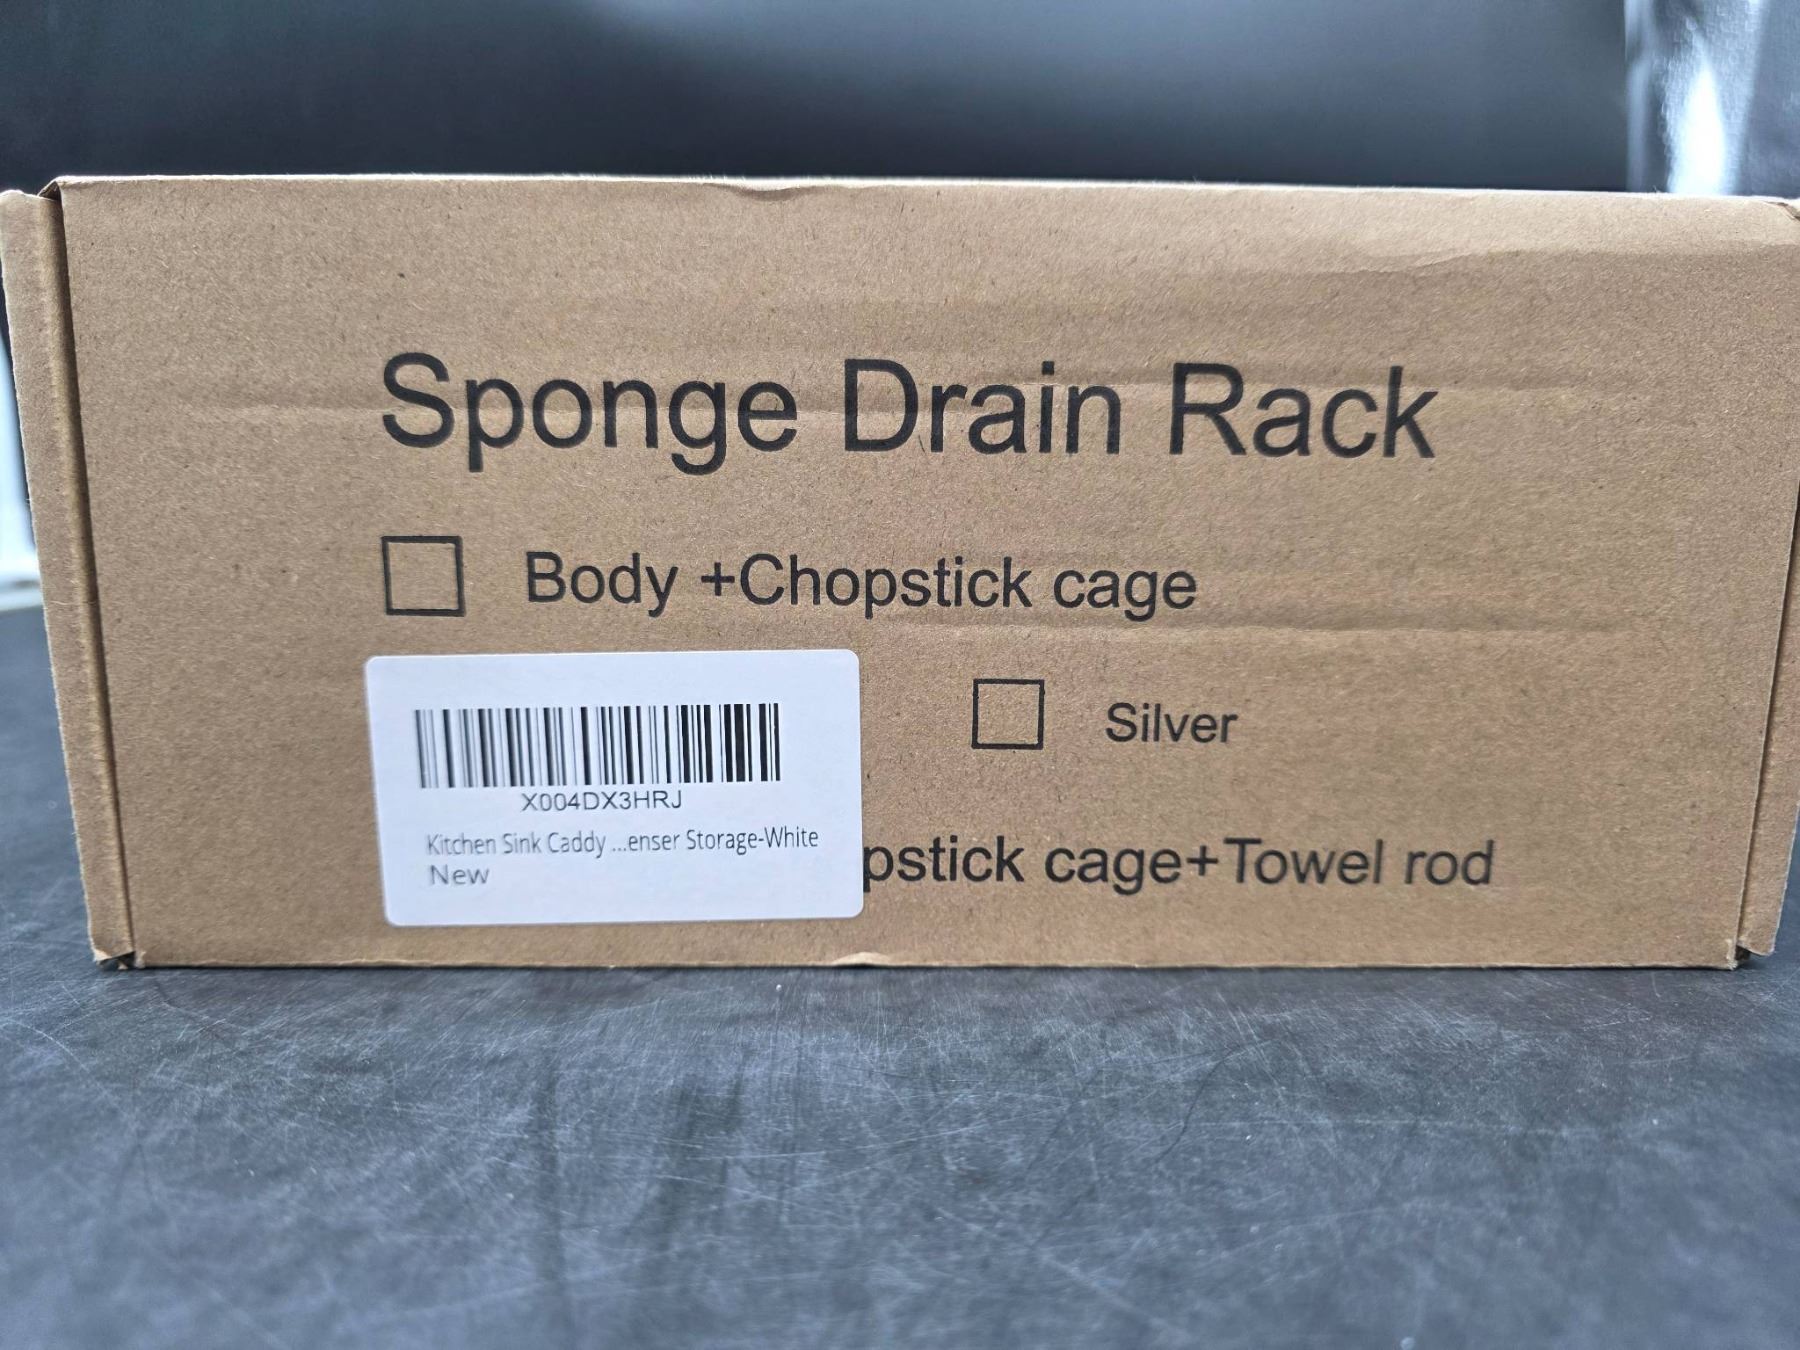 Sponge Drain Rack
Body +Chopstick cage
Silver
X004DX3HRJ
Kitchen Sink Caddy ...enser Storage-White
New
pstick cage+Towel rod